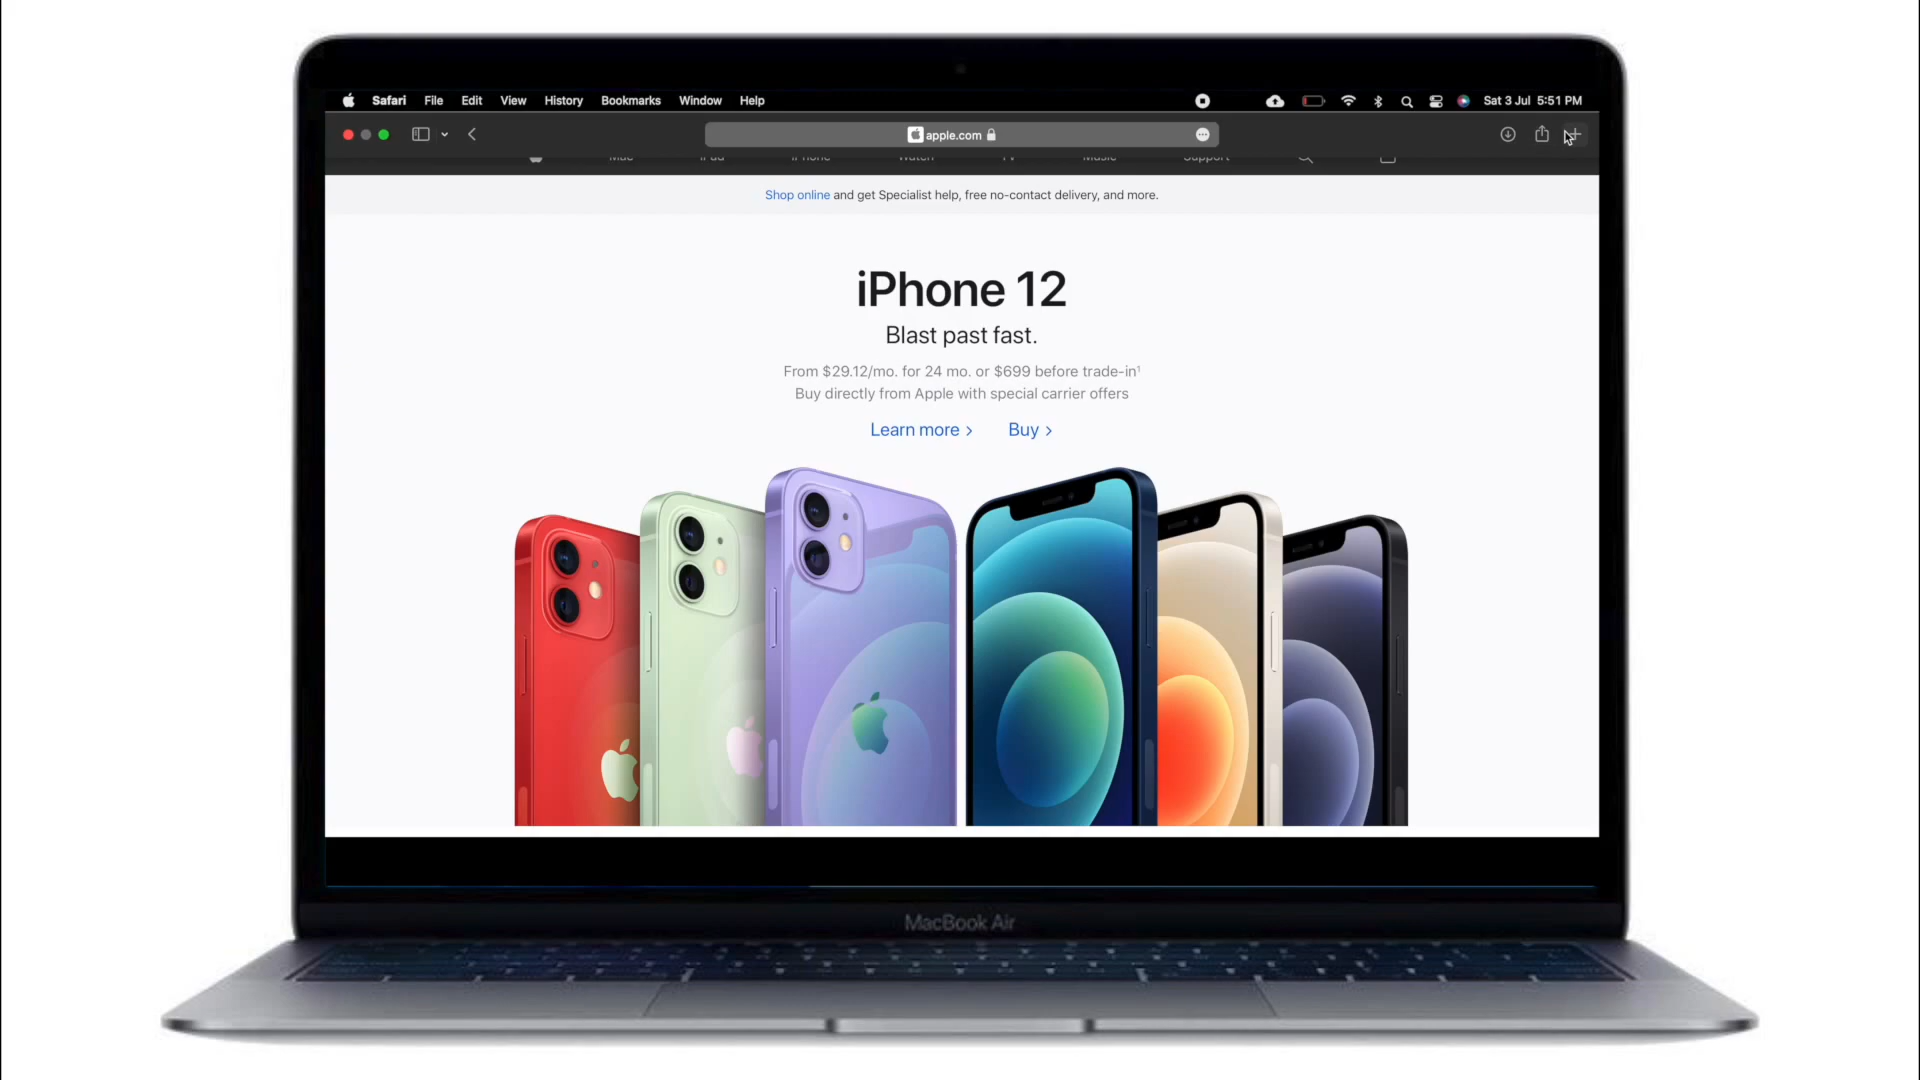 Safari File Edit View History Bookmarks Window Help Sat 3 Jul 5:51 PM
apple.com
Shop online and get Specialist help, free no-contact delivery, and more.
iPhone 12
Blast past fast.
From $29.12/mo. for 24 mo. or $699 before trade-in¹
Buy directly from Apple with special carrier offers
Learn more > Buy >
MacBook Air